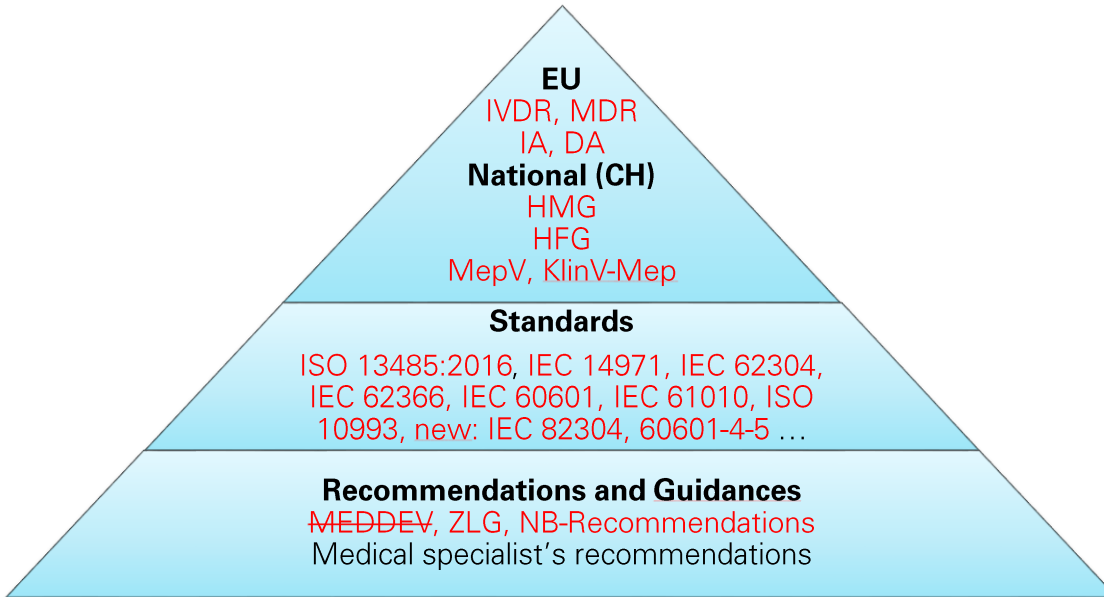 EU
IVDR, MDR
IA, DA
National (CH)
HMG
HFG
MepV, KlinV-Mep
Standards
ISO 13485:2016, IEC 14971, IEC 62304,
IEC 62366, IEC 60601, IEC 61010, ISO
10993, new: IEC 82304, 60601-4-5 ...
Recommendations and Guidances
MEDDEV, ZLG, NB-Recommendations
Medical specialist's recommendations